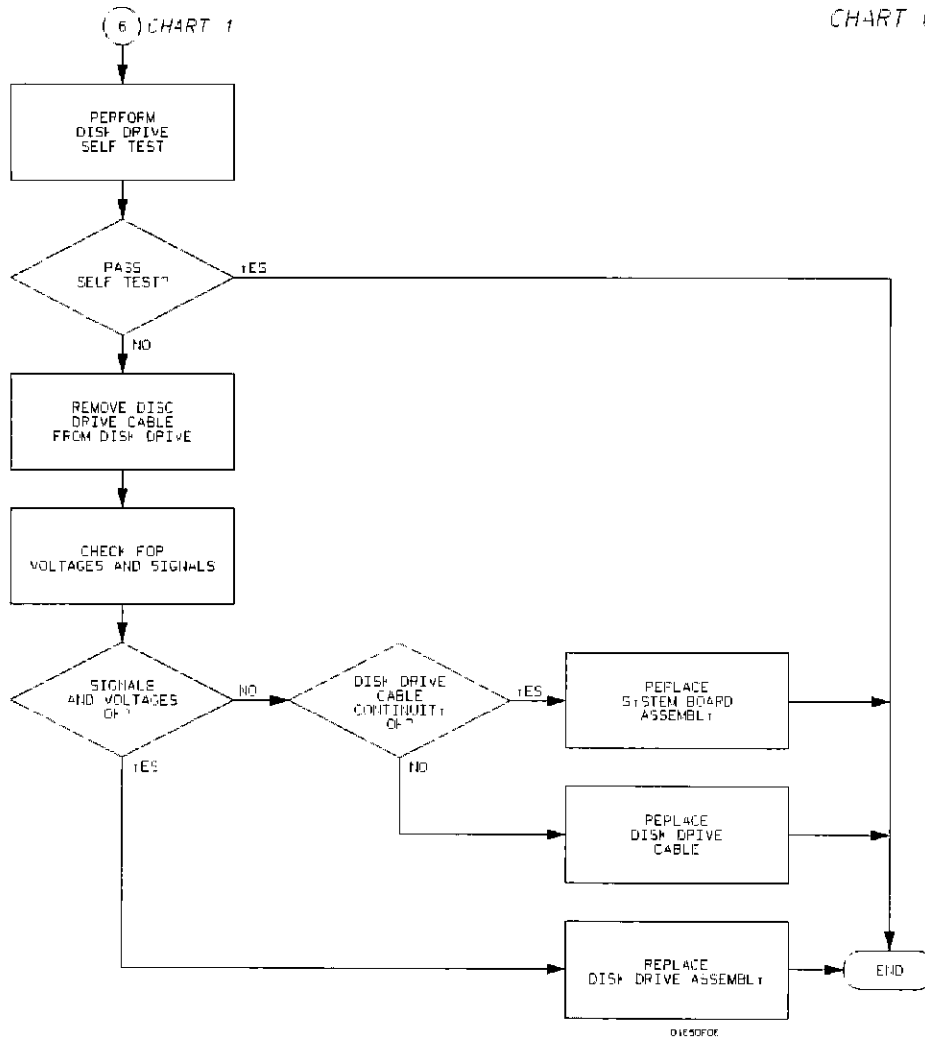 6 CHART 1
CHART
PERFORM
DISK DRIVE
SELF TEST
PASS
SELF TEST?
YES
NO
REMOVE DISC
DRIVE CABLE
FROM DISK DRIVE
CHECK FOR
VOLTAGES AND SIGNALS
SIGNALS
AND VOLTAGES
OK?
NO
YES
DISK DRIVE
CABLE
CONTINUITY
OK?
YES
NO
REPLACE
SYSTEM BOARD
ASSEMBLY
REPLACE
DISK DRIVE
CABLE
REPLACE
DISK DRIVE ASSEMBLY
END